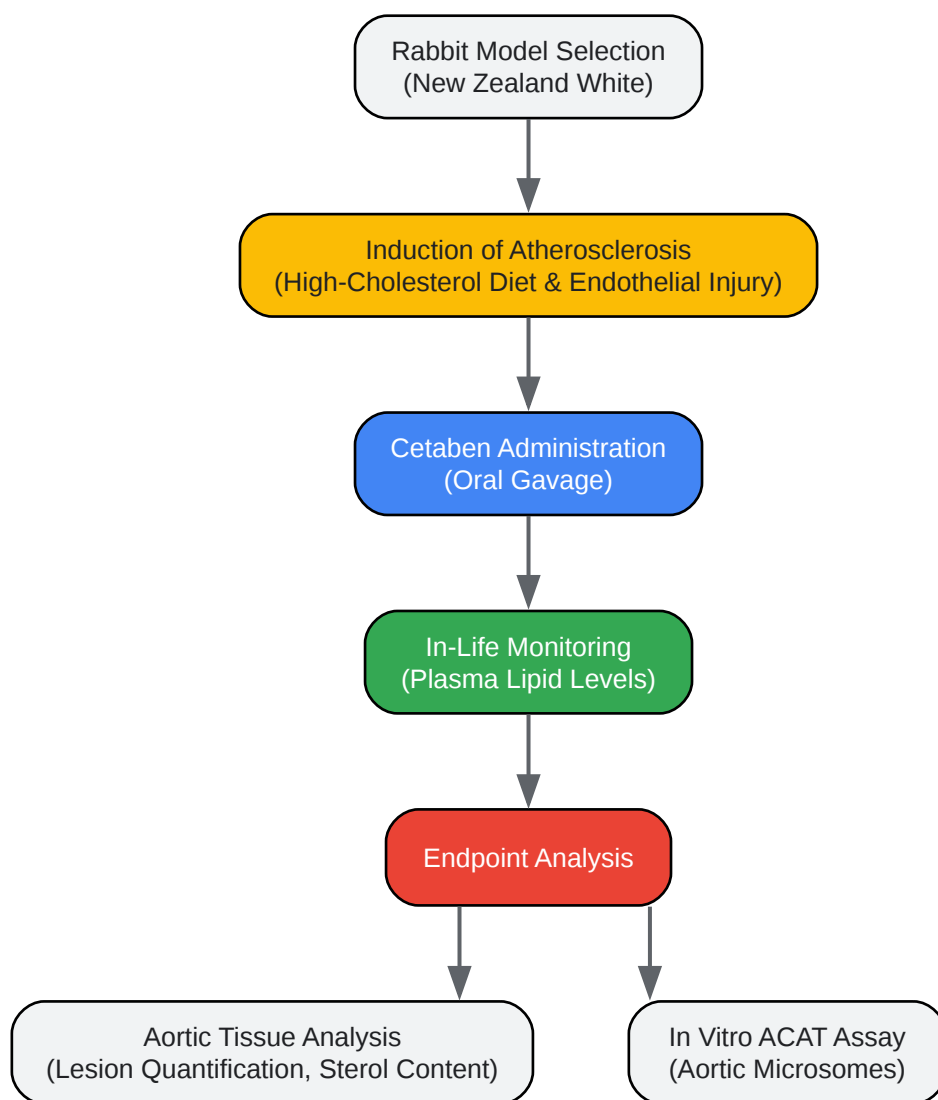 Rabbit Model Selection
(New Zealand White)
Induction of Atherosclerosis
(High-Cholesterol Diet & Endothelial Injury)
Cetaben Administration
(Oral Gavage)
In-Life Monitoring
(Plasma Lipid Levels)
Endpoint Analysis
Aortic Tissue Analysis
(Lesion Quantification, Sterol Content)
In Vitro ACAT Assay
(Aortic Microsomes)